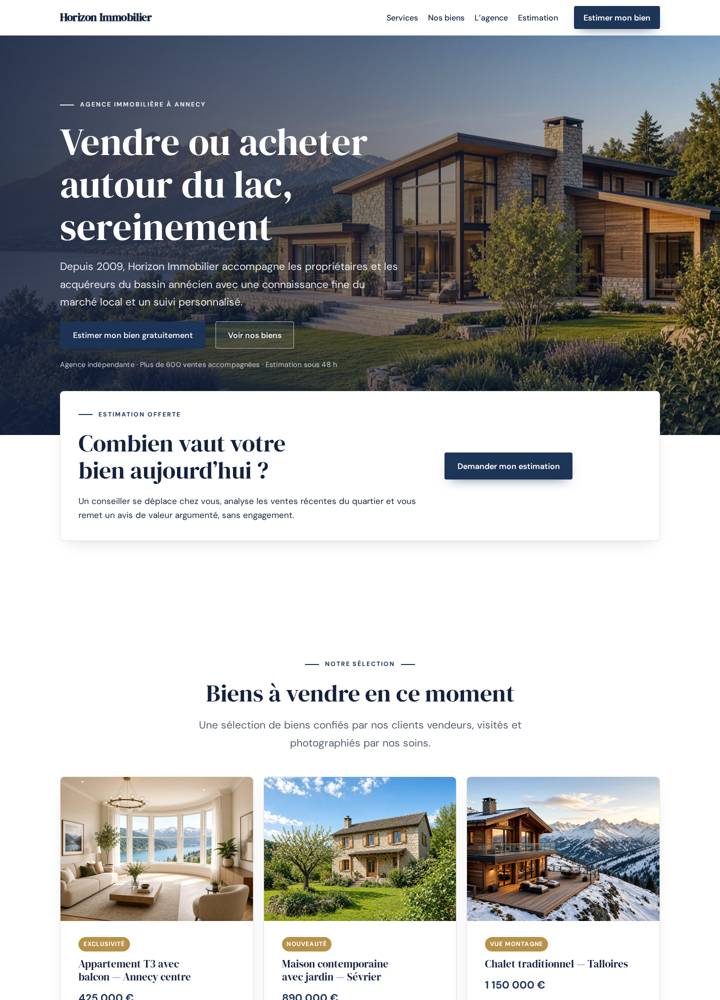 Horizon Immobilier
Services Nos biens L'agence Estimation Estimer mon bien
AGENCE IMMOBILIÈRE À ANNECY
Vendre ou acheter
autour du lac,
sereinement
Depuis 2009, Horizon Immobilier accompagne les propriétaires et les
acquéreurs du bassin annécien avec une connaissance fine du
marché local et un suivi personnalisé.
Estimer mon bien gratuitement Voir nos biens
Agence indépendante · Plus de 600 ventes accompagnées · Estimation sous 48 h
ESTIMATION OFFERTE
Combien vaut votre
bien aujourd'hui ?
Demander mon estimation
Un conseiller se déplace chez vous, analyse les ventes récentes du quartier et vous
remet un avis de valeur argumenté, sans engagement.
NOTRE SÉLECTION
Biens à vendre en ce moment
Une sélection de biens confiés par nos clients vendeurs, visités et
photographiés par nos soins.
EXCLUSIVITÉ
Appartement T3 avec
balcon — Annecy centre
425 000 €
NOUVEAUTÉ
Maison contemporaine
avec jardin — Sévrier
890 000 €
VUE MONTAGNE
Chalet traditionnel — Talloires
1 150 000 €